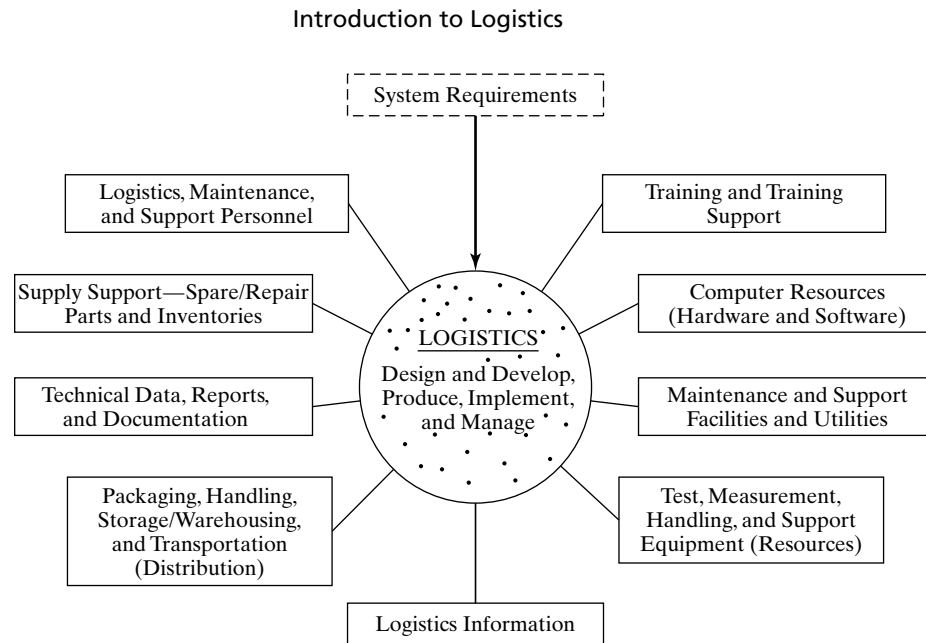 Introduction to Logistics
System Requirements
Logistics, Maintenance,
and Support Personnel
Training and Training
Support
Supply Support—Spare/Repair
Parts and Inventories
Computer Resources
(Hardware and Software)
LOGISTICS
Design and Develop,
Produce, Implement,
and Manage
Technical Data, Reports,
and Documentation
Maintenance and Support
Facilities and Utilities
Packaging, Handling,
Storage/Warehousing,
and Transportation
(Distribution)
Test, Measurement,
Handling, and Support
Equipment (Resources)
Logistics Information